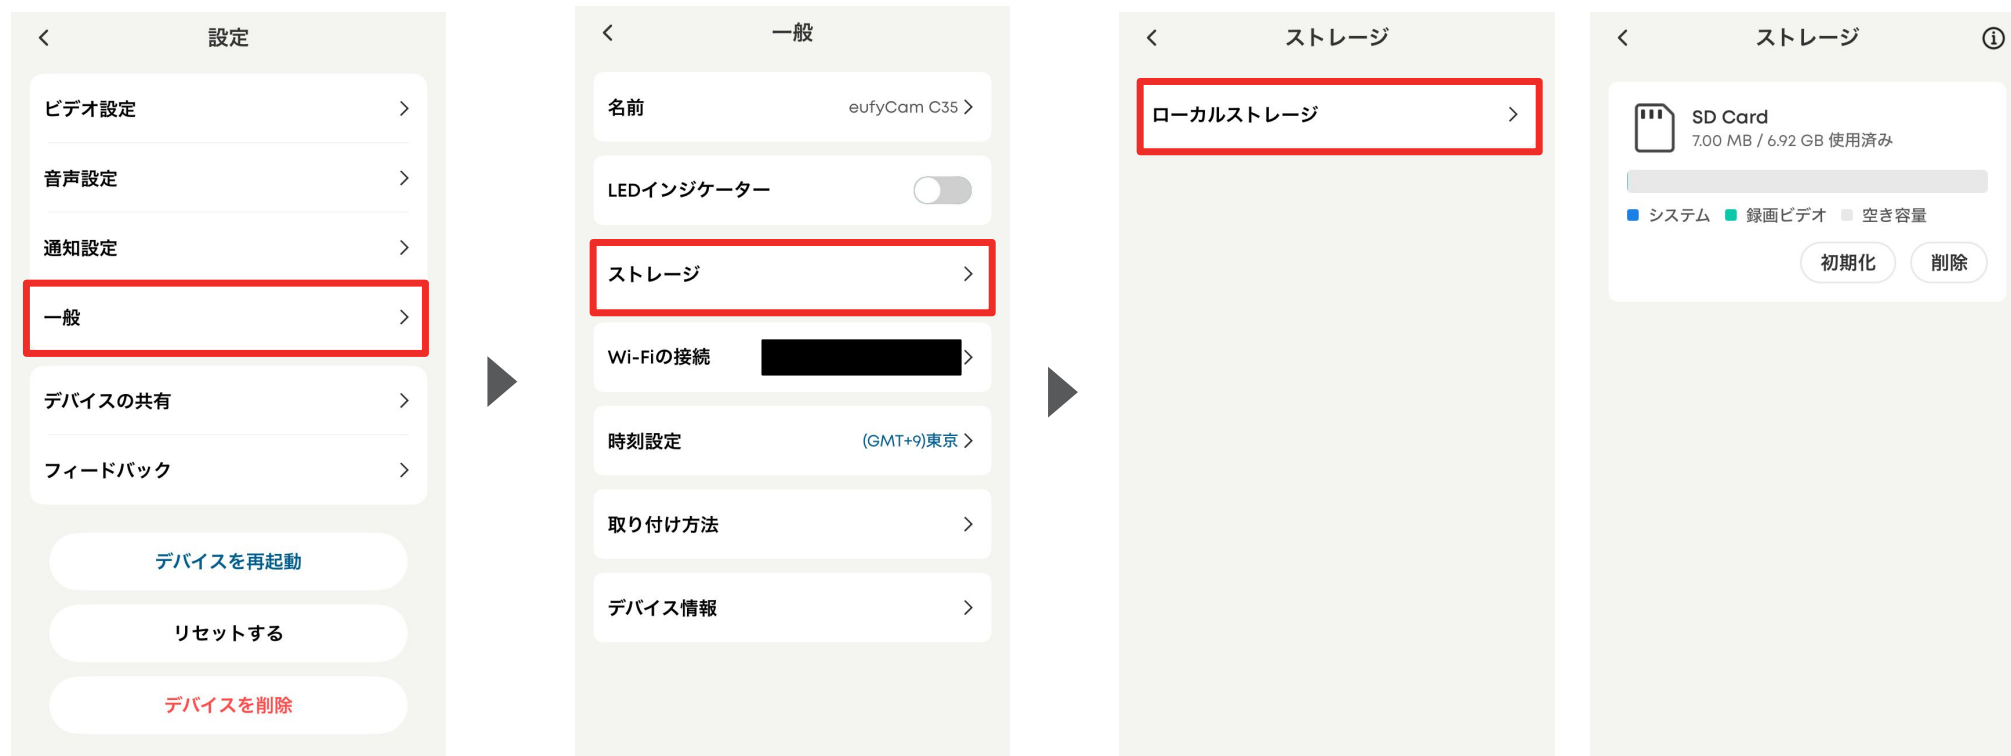 設定
ビデオ設定
音声設定
通知設定
一般
デバイスの共有
フィードバック
デバイスを再起動
リセットする
デバイスを削除
一般
名前 eufyCam C35
LEDインジケーター
ストレージ
Wi-Fiの接続
時刻設定 (GMT+9)東京
取り付け方法
デバイス情報
ストレージ
ローカルストレージ
ストレージ
SD Card
7.00 MB / 6.92 GB 使用済み
システム 録画ビデオ 空き容量
初期化 削除